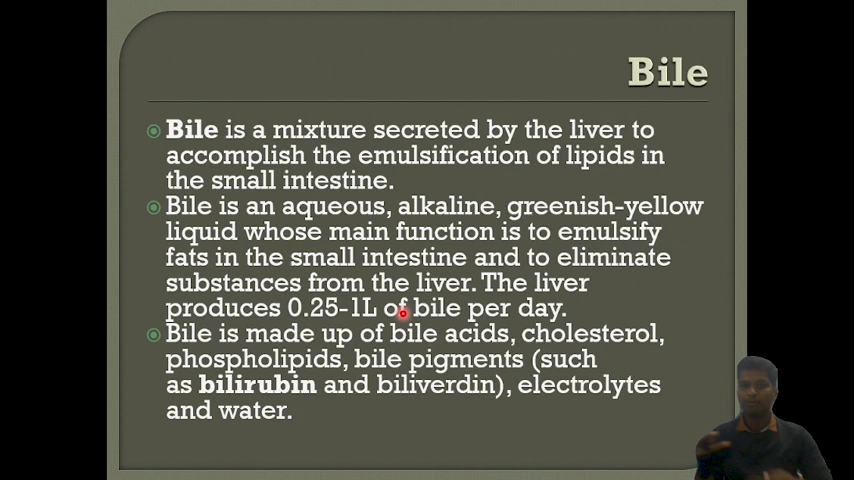 Bile
Bile is a mixture secreted by the liver to
accomplish the emulsification of lipids in
the small intestine.
Bile is an aqueous, alkaline, greenish-yellow
liquid whose main function is to emulsify
fats in the small intestine and to eliminate
substances from the liver. The liver
produces 0.25-1L of bile per day.
Bile is made up of bile acids, cholesterol,
phospholipids, bile pigments (such
as bilirubin and biliverdin), electrolytes
and water.